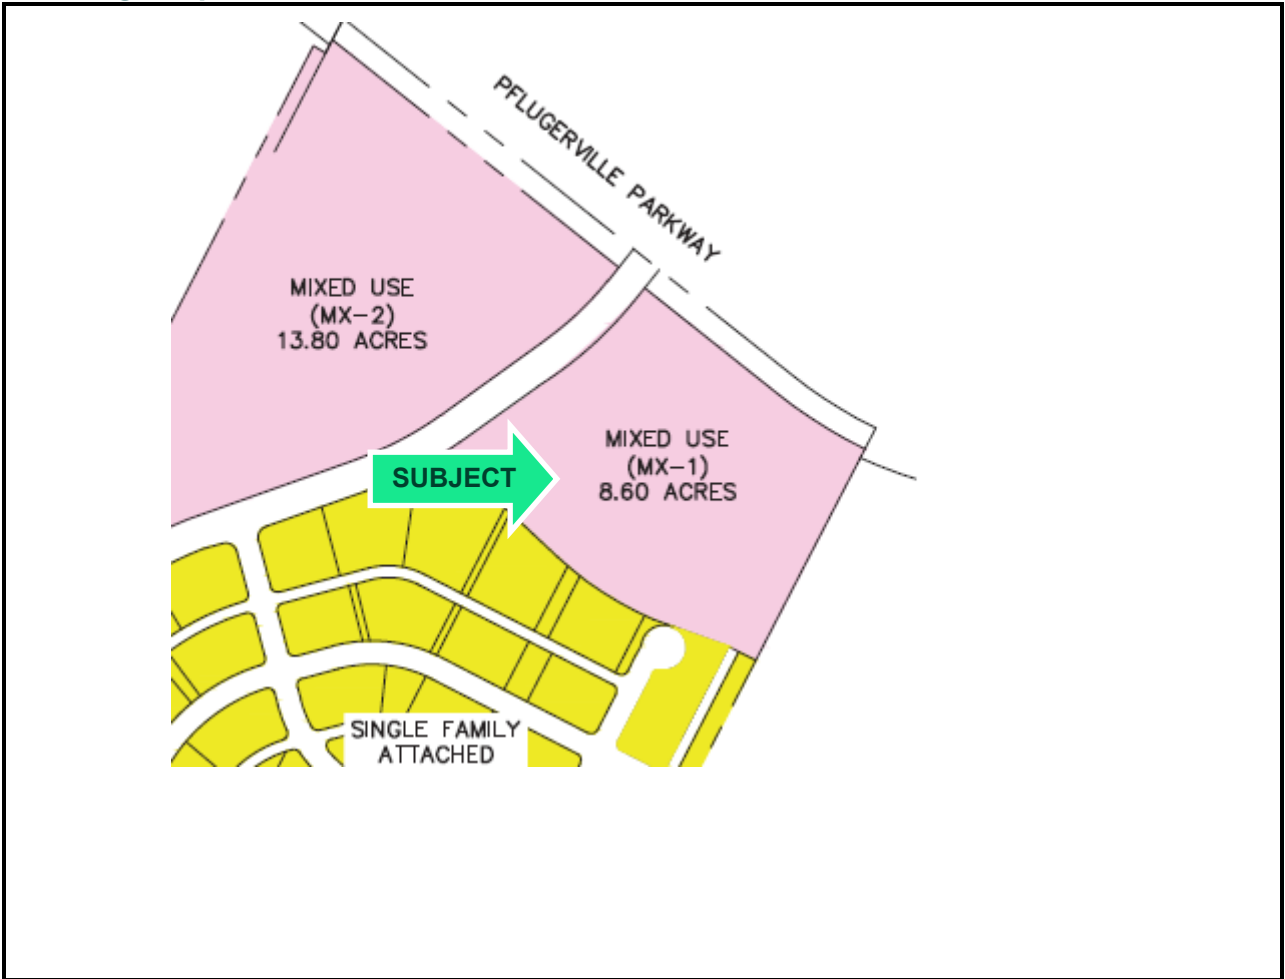 PFLUGERVILLE PARKWAY
MIXED USE
(MX-2)
13.80 ACRES
MIXED USE
(MX-1)
8.60 ACRES
SUBJECT
SINGLE FAMILY
ATTACHED